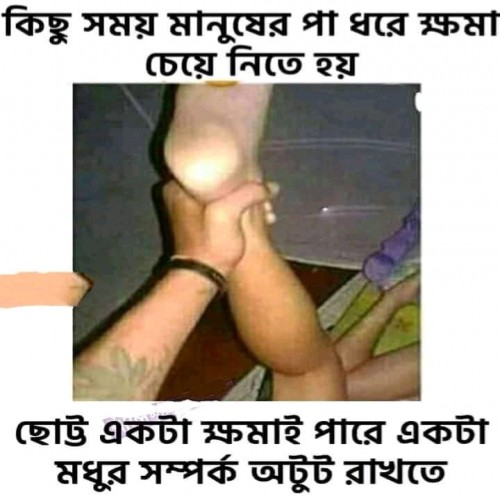 কিছু সময় মানুষের পা ধরে ক্ষমা
চেয়ে নিতে হয়
ছোট্ট একটা ক্ষমাই পারে একটা
মধুর সম্পর্ক অটুট রাখতে